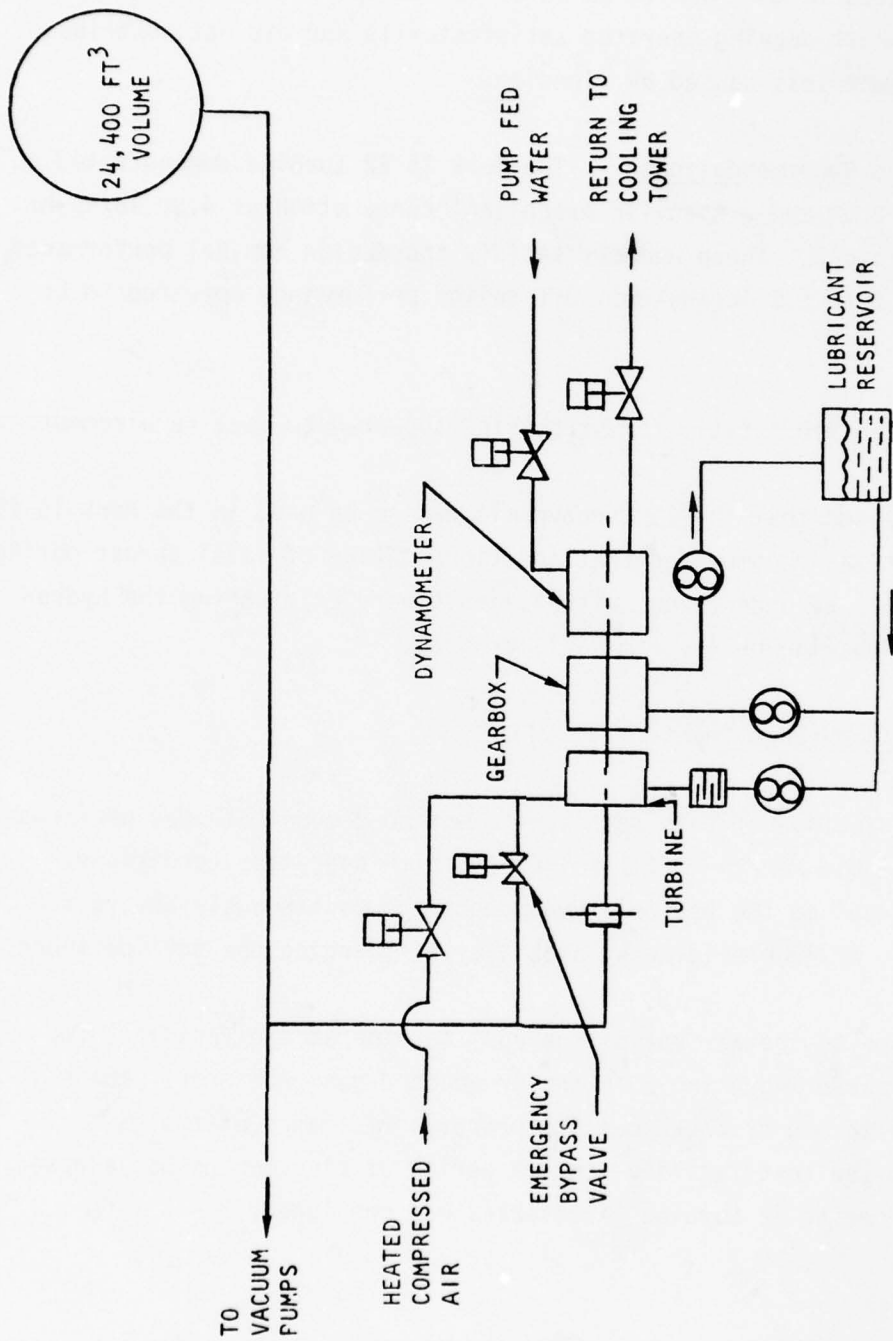 24,400 FT³
VOLUME
TO
VACUUM
PUMPS
HEATED
COMPRESSED
AIR
EMERGENCY
BYPASS
VALVE
TURBINE
GEARBOX
DYNAMOMETER
PUMP FED
WATER
RETURN TO
COOLING
TOWER
LUBRICANT
RESERVOIR